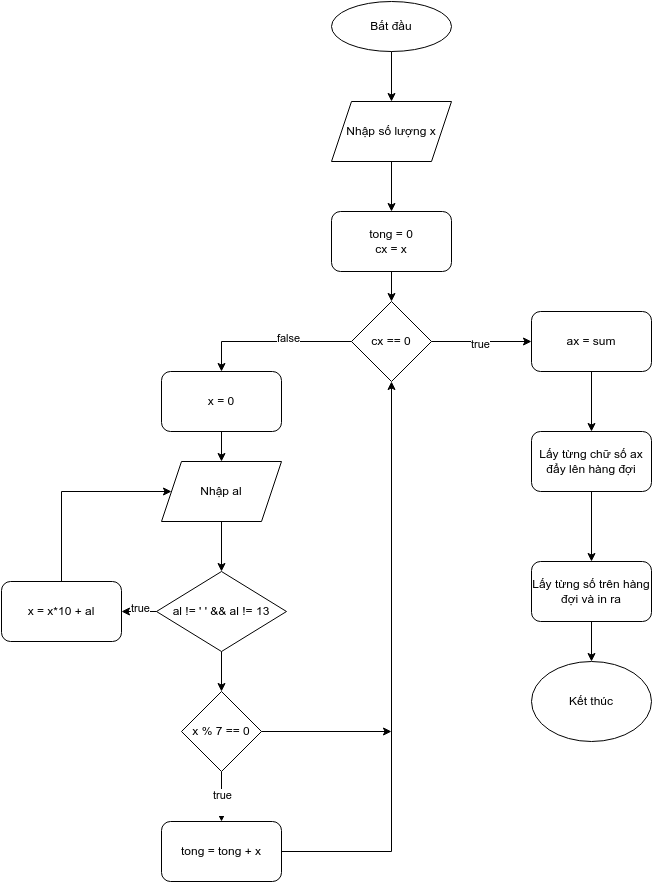 Bắt đầu
Nhập số lượng x
tong = 0
cx = x
cx == 0
false
true
ax = sum
x = 0
Lấy từng chữ số ax
đẩy lên hàng đợi
Nhập al
x = x*10 + al
true
al != ' ' && al != 13
Lấy từng số trên hàng
đợi và in ra
x % 7 == 0
Kết thúc
true
tong = tong + x